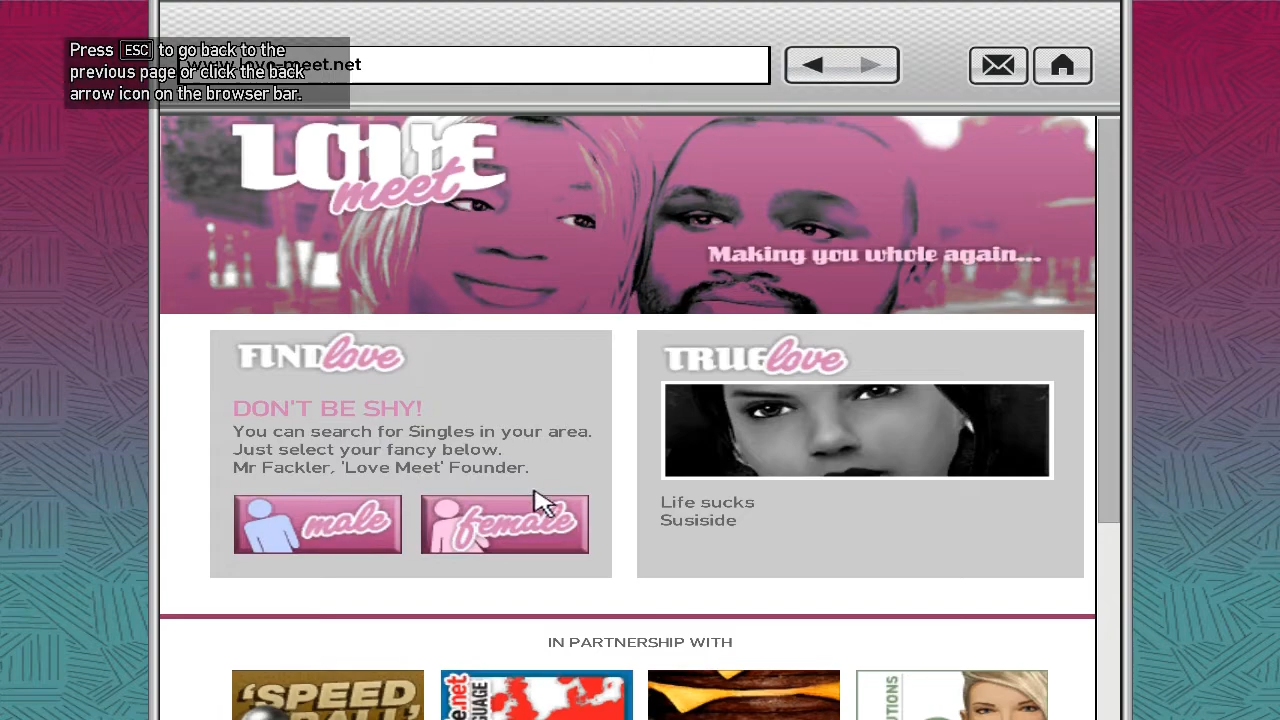 Press ESC to go back to the
previous page or click the back
arrow icon on the browser bar.
www.love-meet.net
LOVE
meet
Making you whole again...
FIND love
TRUE love
DON'T BE SHY!
You can search for Singles in your area.
Just select your fancy below.
Mr Fackler, 'Love Meet' Founder.
male
female
Life sucks
Susiside
IN PARTNERSHIP WITH
'SPEED
BALL'